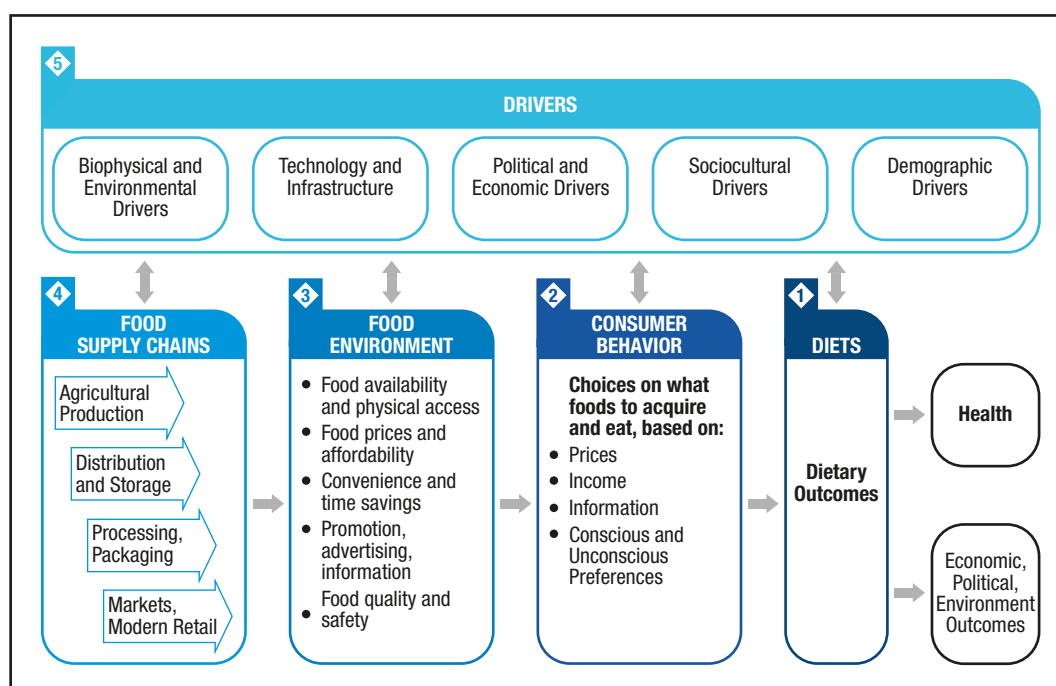 5
DRIVERS
Biophysical and
Environmental
Drivers
Technology and
Infrastructure
Political and
Economic Drivers
Sociocultural
Drivers
Demographic
Drivers
4
FOOD
SUPPLY CHAINS
Agricultural
Production
Distribution
and Storage
Processing,
Packaging
Markets,
Modern Retail
3
FOOD
ENVIRONMENT
• Food availability
and physical access
• Food prices and
affordability
• Convenience and
time savings
• Promotion,
advertising,
information
Food quality and
• safety
2
CONSUMER
BEHAVIOR
Choices on what
foods to acquire
and eat, based on:
• Prices
• Income
• Information
• Conscious and
Unconscious
Preferences
1
DIETS
Dietary
Outcomes
Health
Economic,
Political,
Environment
Outcomes